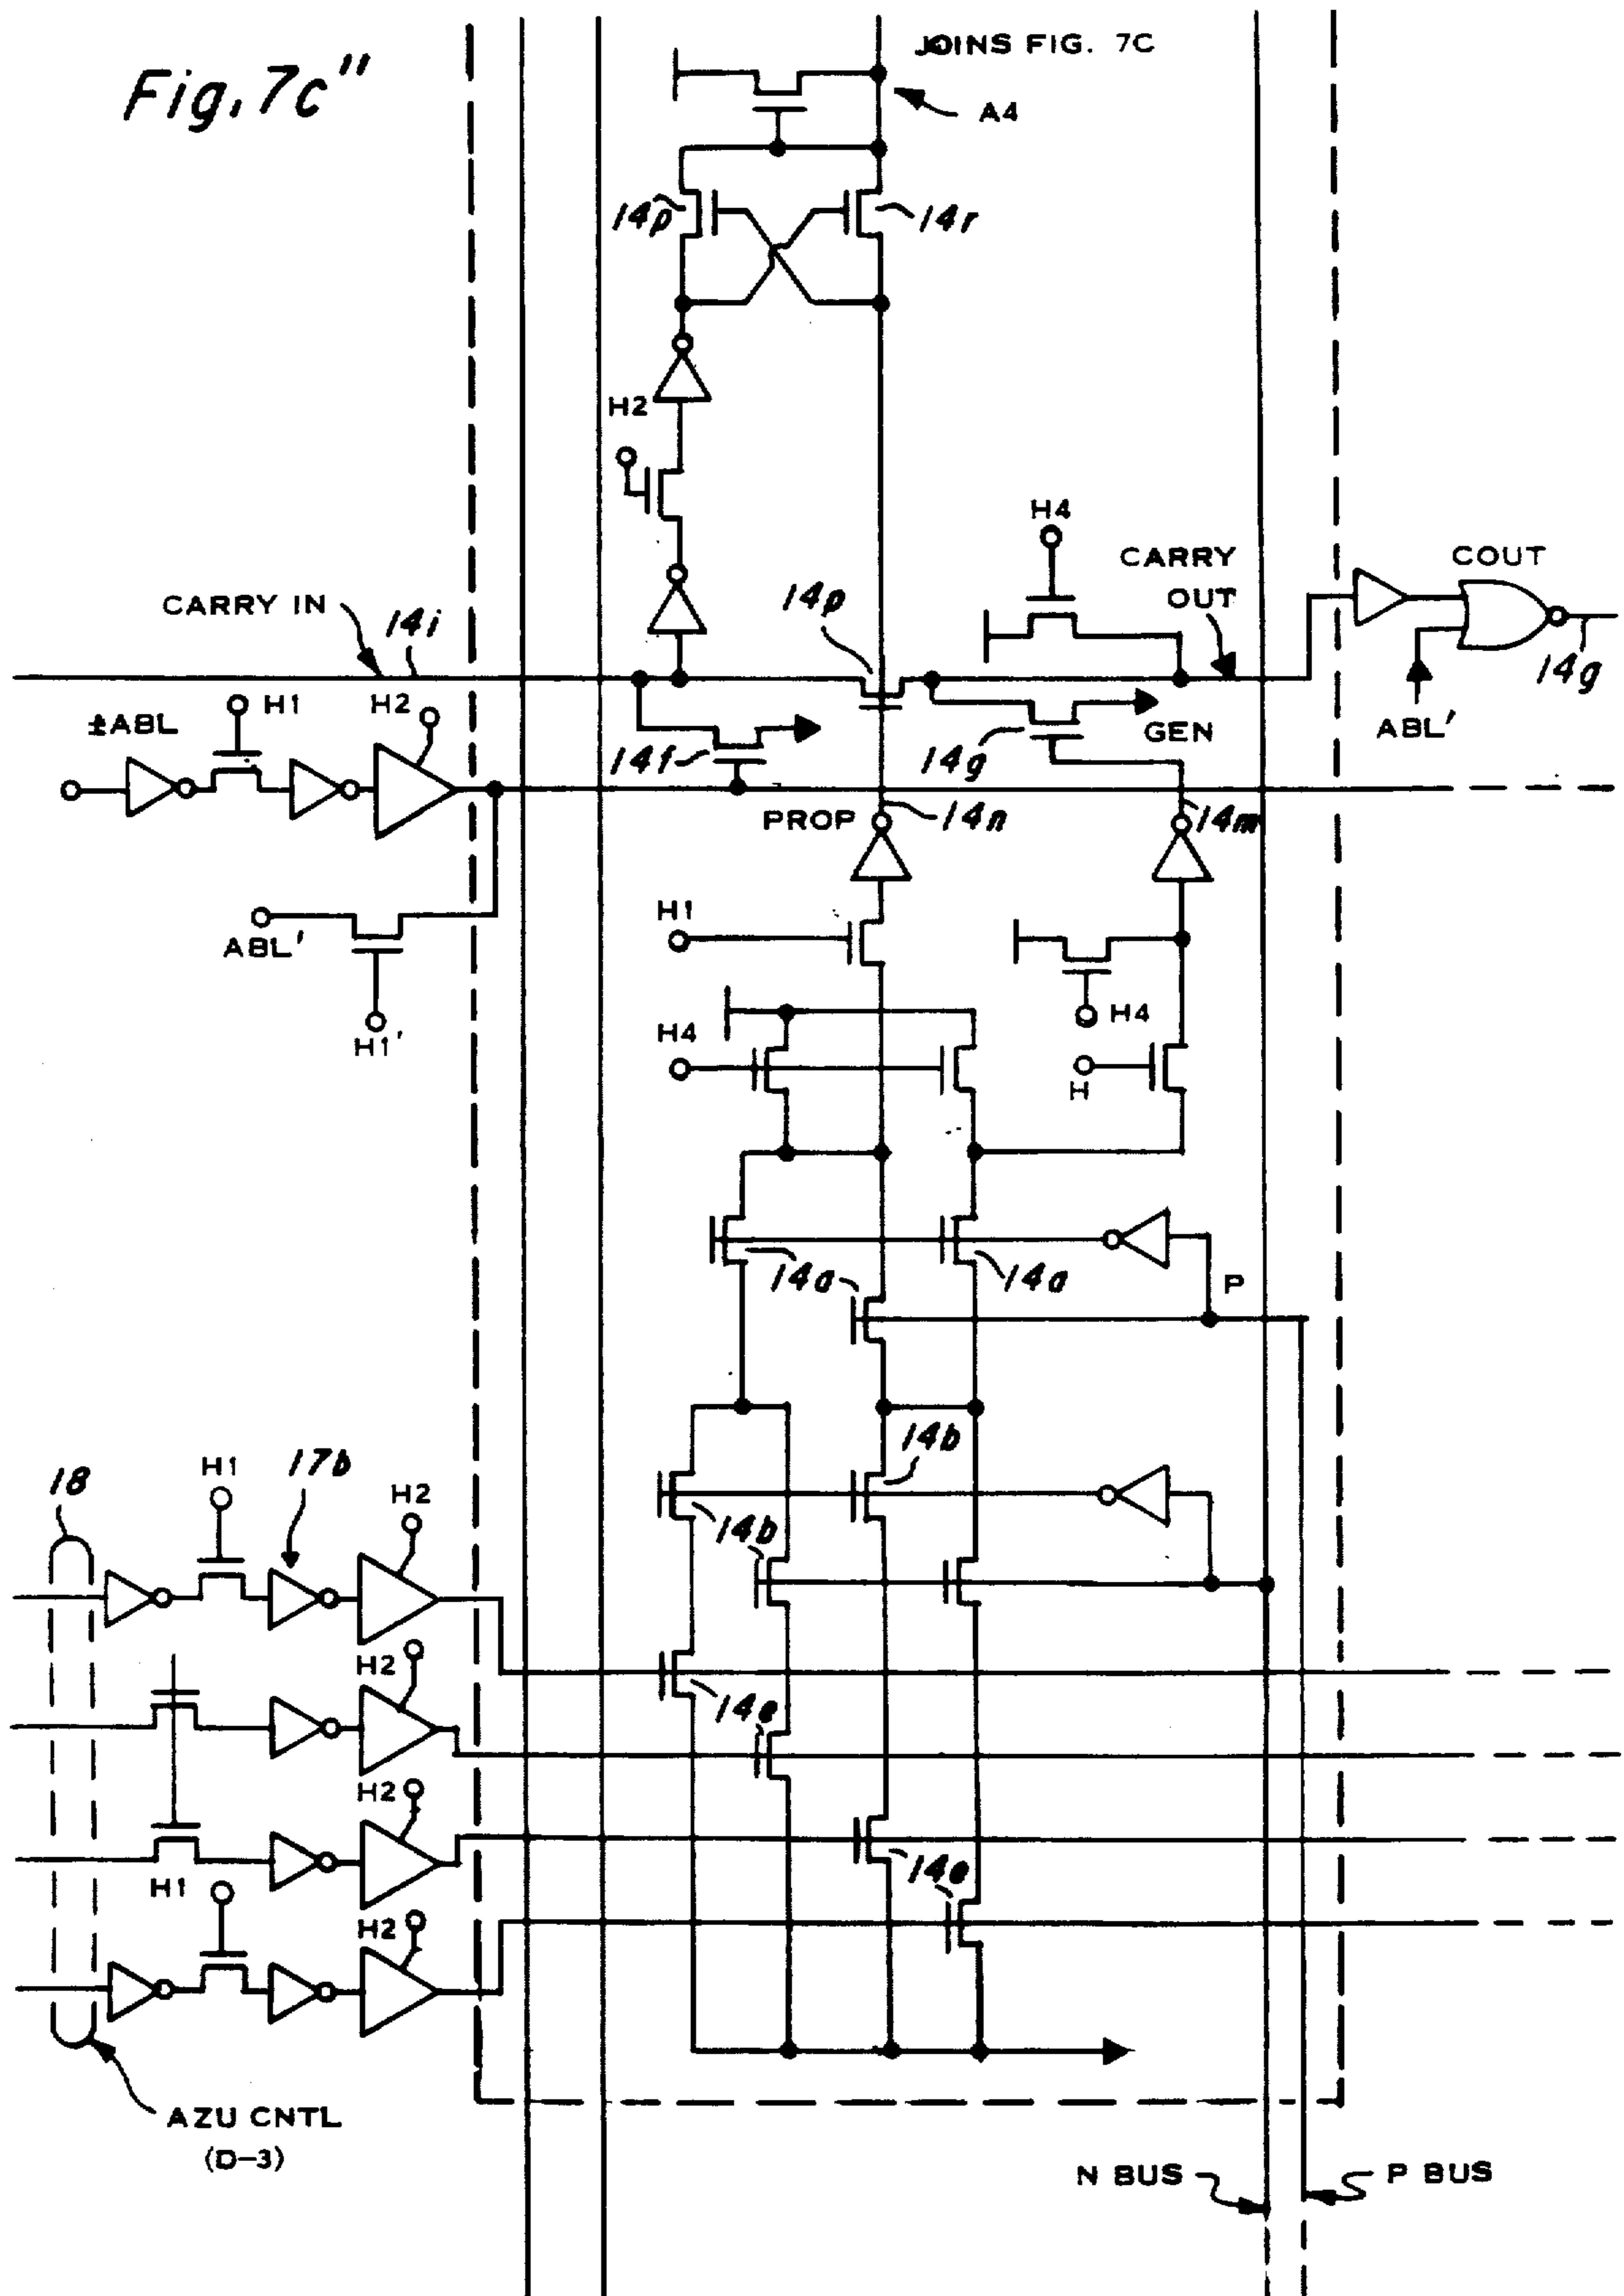 Fig. 7c"
JOINS FIG. 7C
A4
14p
14r
H2
H4
CARRY
OUT
COUT
CARRY IN
14i
14p
14g
±ABL
H1
H2
14f
14g
GEN
ABL'
PROP
14n
14m
ABL'
H1
H1'
H4
H4
H
14a
14a
P
14b
18
H1
17b
H2
14b
H2
14e
H2
14e
H1
H2
AZU CNTL
(D-3)
N BUS
P BUS